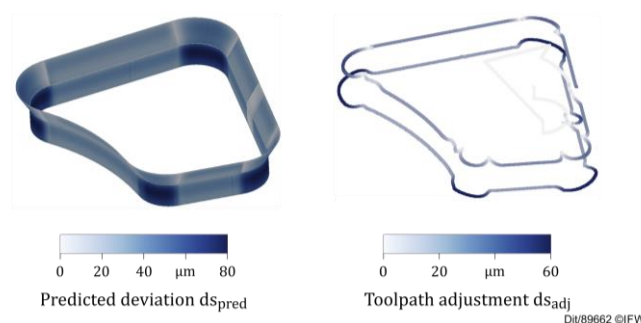 0 20 40 μm 80
Predicted deviation ds_pred
0 20 μm 60
Toolpath adjustment ds_adj
Dit/89662 ©IFW